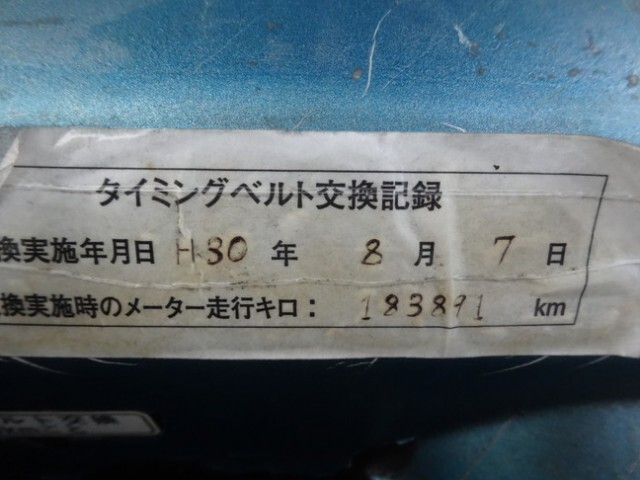 タイミングベルト交換記録
換実施年月日 H30 年 8 月 7 日
換実施時のメーター走行キロ： 183891 km